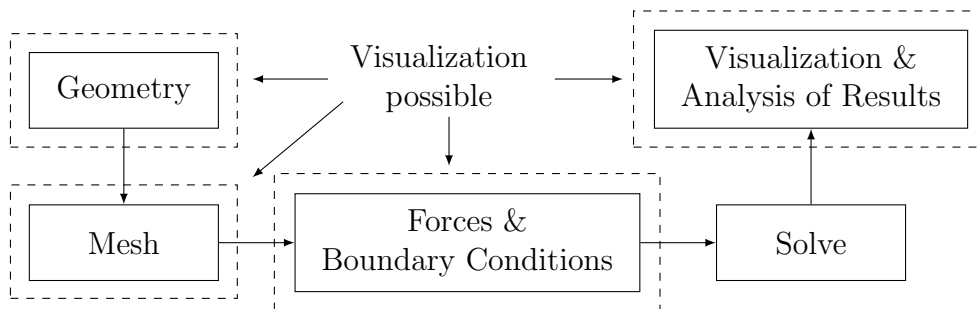 Geometry
Visualization
possible
Visualization &
Analysis of Results
Mesh
Forces &
Boundary Conditions
Solve